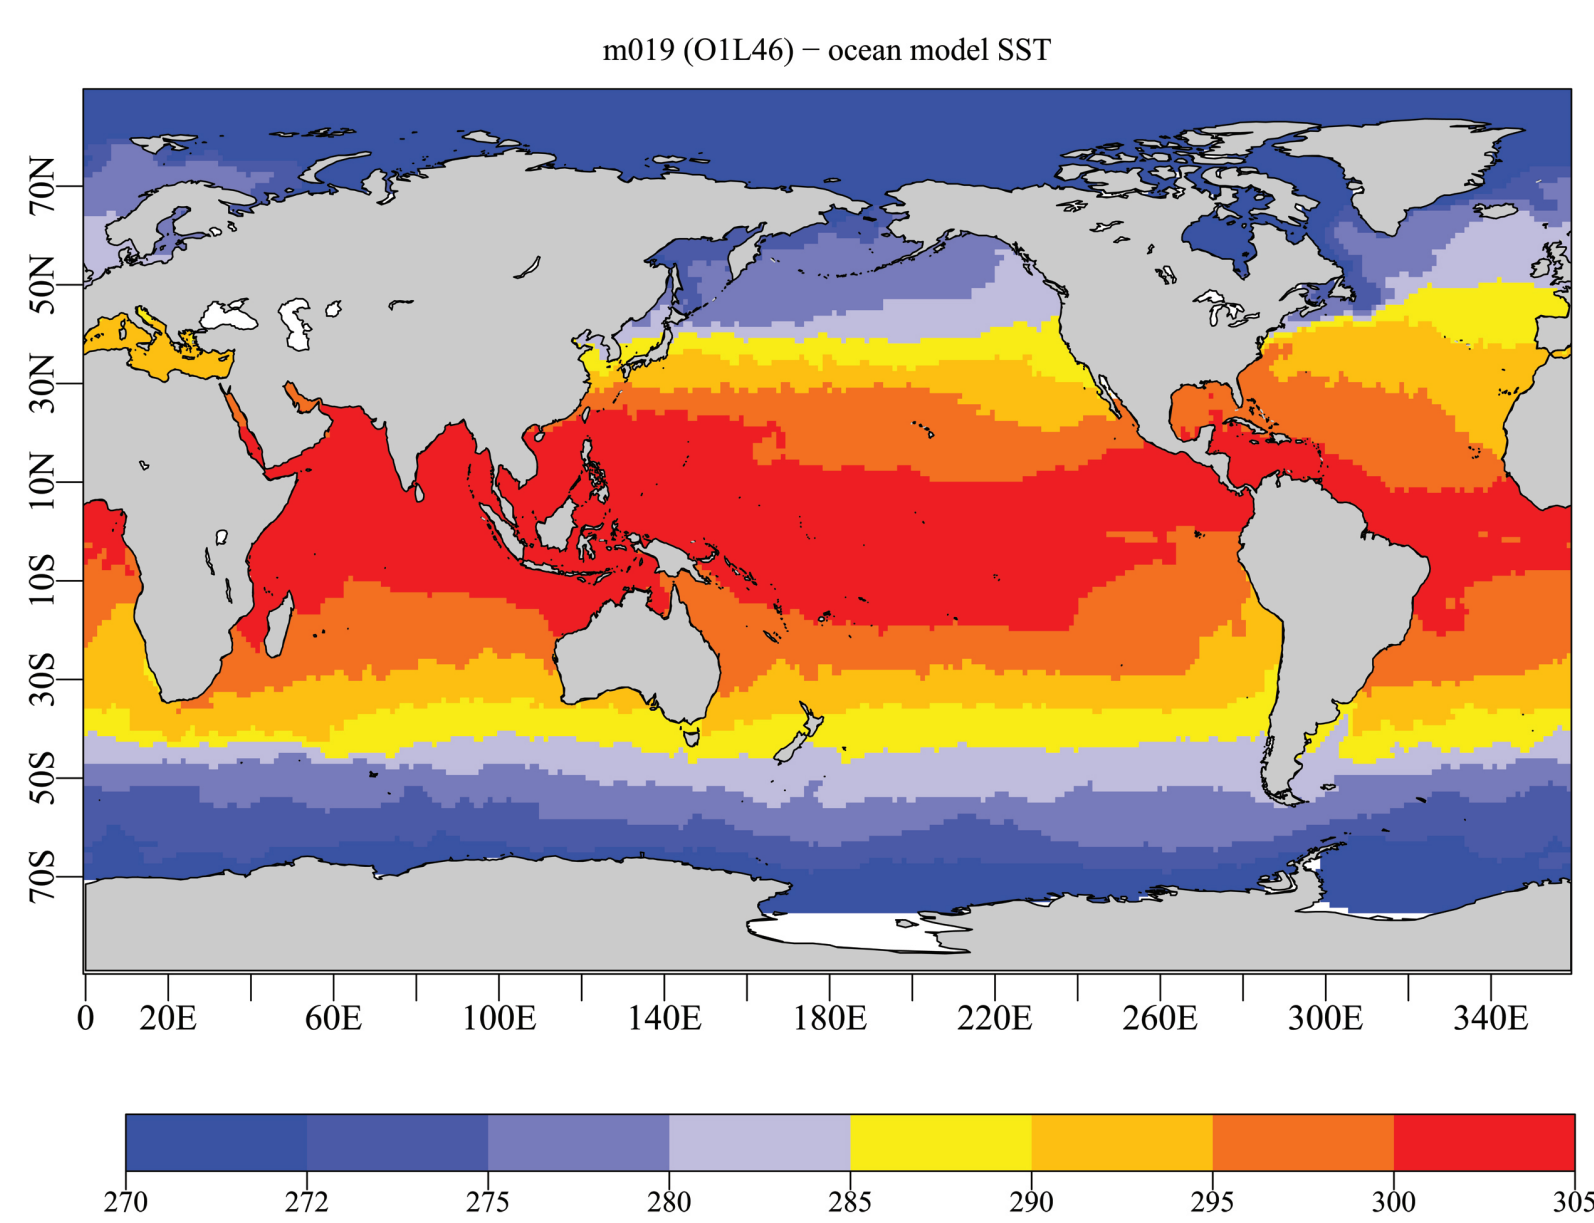 m019 (O1L46) − ocean model SST
70N
50N
30N
10N
10S
30S
50S
70S
0 20E 60E 100E 140E 180E 220E 260E 300E 340E
270 272 275 280 285 290 295 300 305